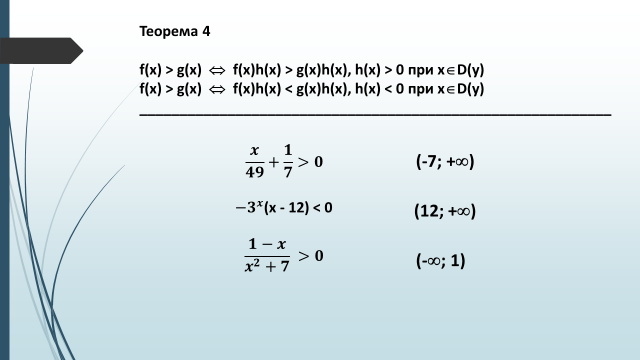 Теорема 4
f(x) > g(x) ⇔ f(x)h(x) > g(x)h(x), h(x) > 0 при x∈D(y)
f(x) > g(x) ⇔ f(x)h(x) < g(x)h(x), h(x) < 0 при x∈D(y)
x/49 + 1/7 > 0 (-7; +∞)
−3^x(x - 12) < 0 (12; +∞)
(1 − x)/(x² + 7) > 0 (-∞; 1)